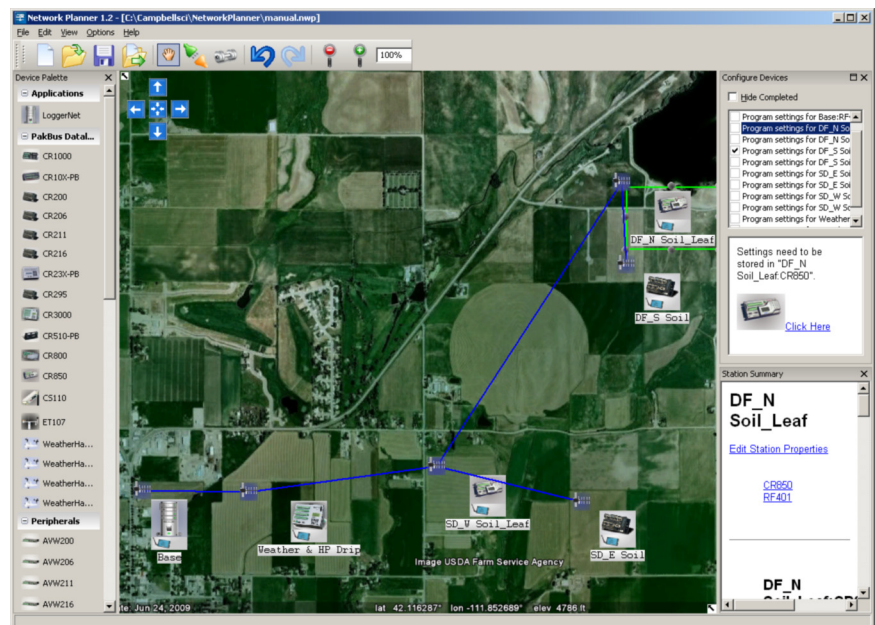 Network Planner 1.2 - [C:\Campbellsci\NetworkPlanner\manual.nwp]
File Edit View Options Help
100%
Device Palette
Applications
LoggerNet
PakBus Datal...
CR1000
CR10X-PB
CR200
CR206
CR211
CR216
CR23X-PB
CR295
CR3000
CR510-PB
CR800
CR850
CS110
ET107
WeatherHa...
WeatherHa...
WeatherHa...
WeatherHa...
Peripherals
AVW200
AVW206
AVW211
AVW216
DF_N Soil_Leaf
DF_S Soil
SD_W Soil_Leaf
SD_E Soil
Weather & HP Drip
Base
Image USDA Farm Service Agency
te: Jun 24, 2009 lat 42.116287° lon -111.852689° elev 4786 ft
Configure Devices
Hide Completed
Program settings for Base:RF
Program settings for DF_N So
Program settings for DF_N So
Program settings for DF_S Soi
Program settings for DF_S Soi
Program settings for SD_E Soi
Program settings for SD_E Soi
Program settings for SD_W So
Program settings for SD_W So
Program settings for Weather
Settings need to be
stored in "DF_N
Soil_Leaf:CR850".
Click Here
Station Summary
DF_N
Soil_Leaf
Edit Station Properties
CR850
RF401
DF_N